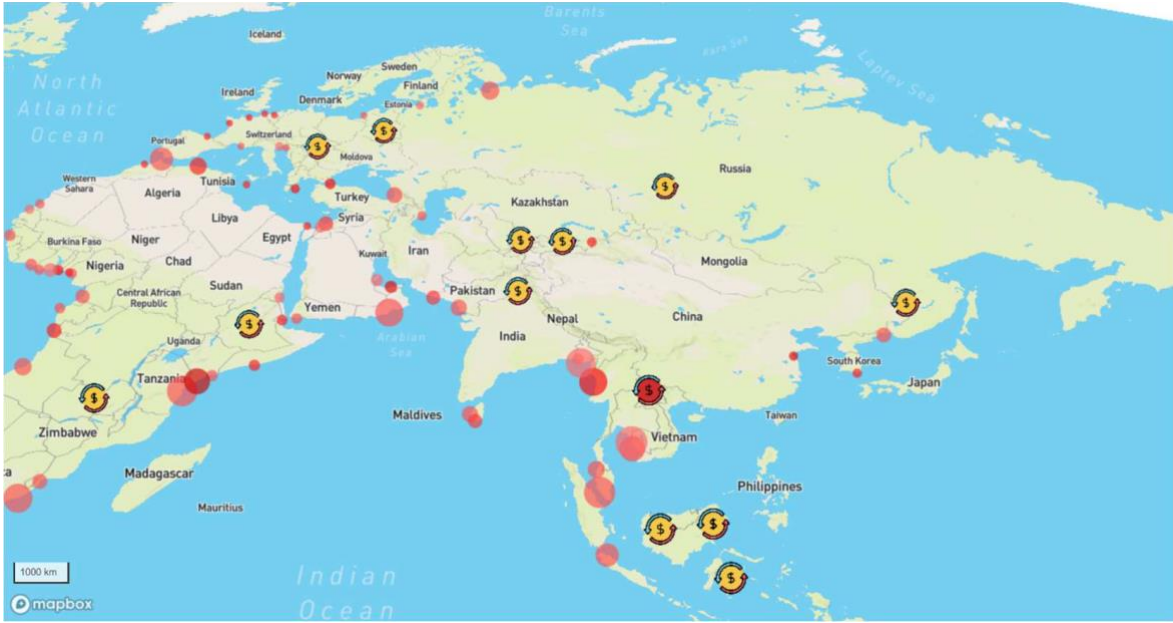 Barents
Sea
Iceland
Kara Sea
Laptev Sea
Sweden
Norway
Finland
North
Atlantic
Ocean
Ireland
Denmark
Estonia
Switzerland
Portugal
$
$
Moldova
Russia
Western
Sahara
Algeria
Tunisia
Turkey
$
Kazakhstan
Libya
Syria
Burkina Faso
Niger
Egypt
$
$
Kuwait
Iran
Mongolia
Nigeria
Chad
Central African
Republic
Sudan
Pakistan
$
$
Yemen
Nepal
China
$
Uganda
Arabian
Sea
India
South Korea
Japan
Tanzania
$
$
Maldives
Taiwan
Zimbabwe
Vietnam
a
Madagascar
Philippines
Mauritius
$
$
1000 km
Indian
Ocean
$
mapbox